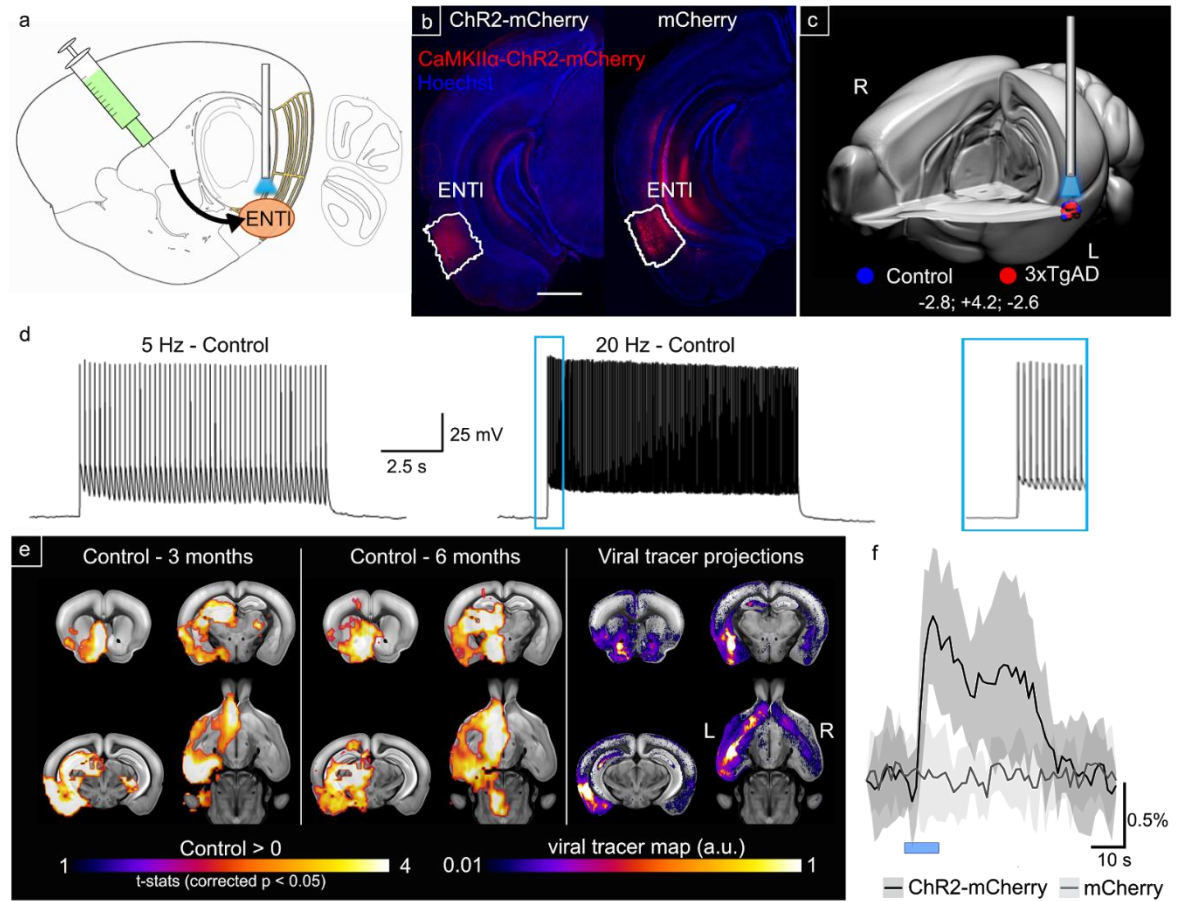 a
ENTl
b
ChR2-mCherry
mCherry
CaMKIIα-ChR2-mCherry
Hoechst
ENTl
ENTl
c
R
L
Control
3xTgAD
-2.8; +4.2; -2.6
d
5 Hz - Control
20 Hz - Control
25 mV
2.5 s
e
Control - 3 months
Control - 6 months
Viral tracer projections
L
R
Control > 0
1
4
t-stats (corrected p < 0.05)
viral tracer map (a.u.)
0.01
1
f
0.5%
10 s
ChR2-mCherry
mCherry